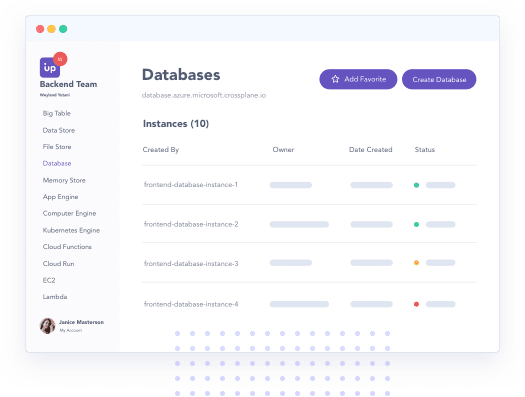 up
Backend Team
Wayland Yutani
Big Table
Data Store
File Store
Database
Memory Store
App Engine
Computer Engine
Kubernetes Engine
Cloud Functions
Cloud Run
EC2
Lambda
Janice Masterson
My Account
Databases
database.azure.microsoft.crossplane.io
Add Favorite
Create Database
Instances (10)
Created By Owner Date Created Status
frontend-database-instance-1
frontend-database-instance-2
frontend-database-instance-3
frontend-database-instance-4